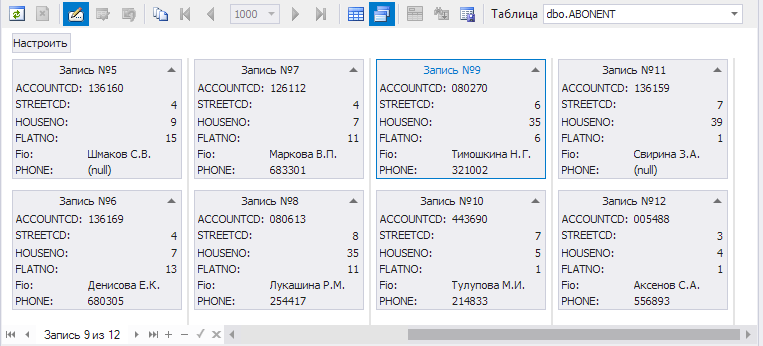 1000 Таблица dbo.ABONENT
Настроить
Запись №5
ACCOUNTCD: 136160
STREETCD: 4
HOUSENO: 9
FLATNO: 15
Fio: Шмаков С.В.
PHONE: (null)
Запись №6
ACCOUNTCD: 136169
STREETCD: 4
HOUSENO: 7
FLATNO: 13
Fio: Денисова Е.К.
PHONE: 680305
Запись №7
ACCOUNTCD: 126112
STREETCD: 4
HOUSENO: 7
FLATNO: 11
Fio: Маркова В.П.
PHONE: 683301
Запись №8
ACCOUNTCD: 080613
STREETCD: 8
HOUSENO: 35
FLATNO: 11
Fio: Лукашина Р.М.
PHONE: 254417
Запись №9
ACCOUNTCD: 080270
STREETCD: 6
HOUSENO: 35
FLATNO: 6
Fio: Тимошкина Н.Г.
PHONE: 321002
Запись №10
ACCOUNTCD: 443690
STREETCD: 7
HOUSENO: 5
FLATNO: 1
Fio: Тулупова М.И.
PHONE: 214833
Запись №11
ACCOUNTCD: 136159
STREETCD: 7
HOUSENO: 39
FLATNO: 1
Fio: Свирина З.А.
PHONE: (null)
Запись №12
ACCOUNTCD: 005488
STREETCD: 3
HOUSENO: 4
FLATNO: 1
Fio: Аксенов С.А.
PHONE: 556893
Запись 9 из 12